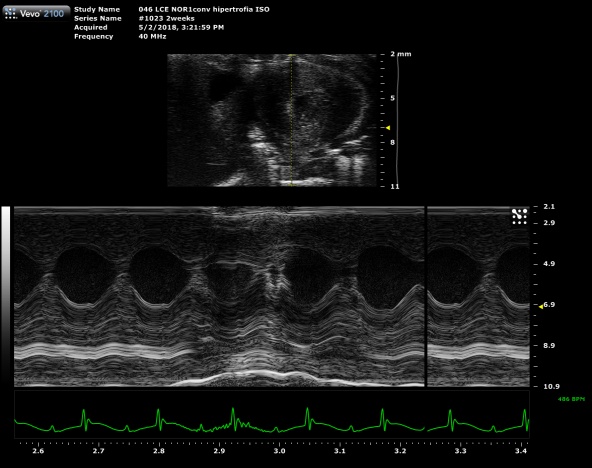 Vevo 2100
Study Name 046 LCE NOR1conv hipertrofia ISO
Series Name #1023 2weeks
Acquired 5/2/2018, 3:21:59 PM
Frequency 40 MHz
2 mm
5
8
11
2.1
2.9
4.9
6.9
8.9
10.9
486 BPM
2.6 2.7 2.8 2.9 3.0 3.1 3.2 3.3 3.4